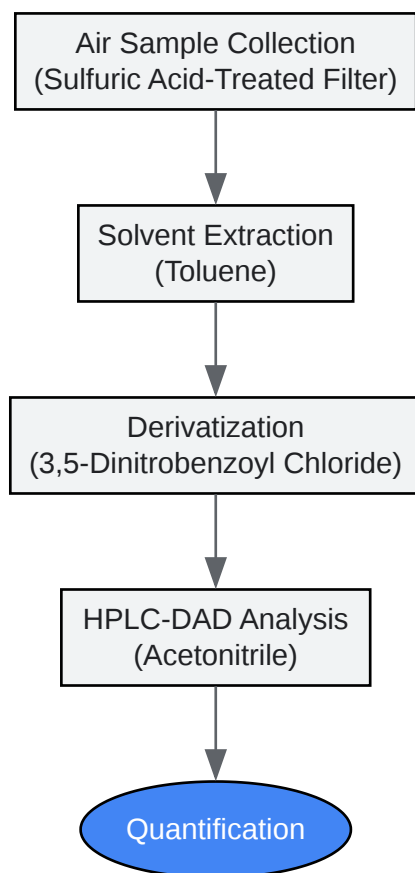 Air Sample Collection
(Sulfuric Acid-Treated Filter)
Solvent Extraction
(Toluene)
Derivatization
(3,5-Dinitrobenzoyl Chloride)
HPLC-DAD Analysis
(Acetonitrile)
Quantification